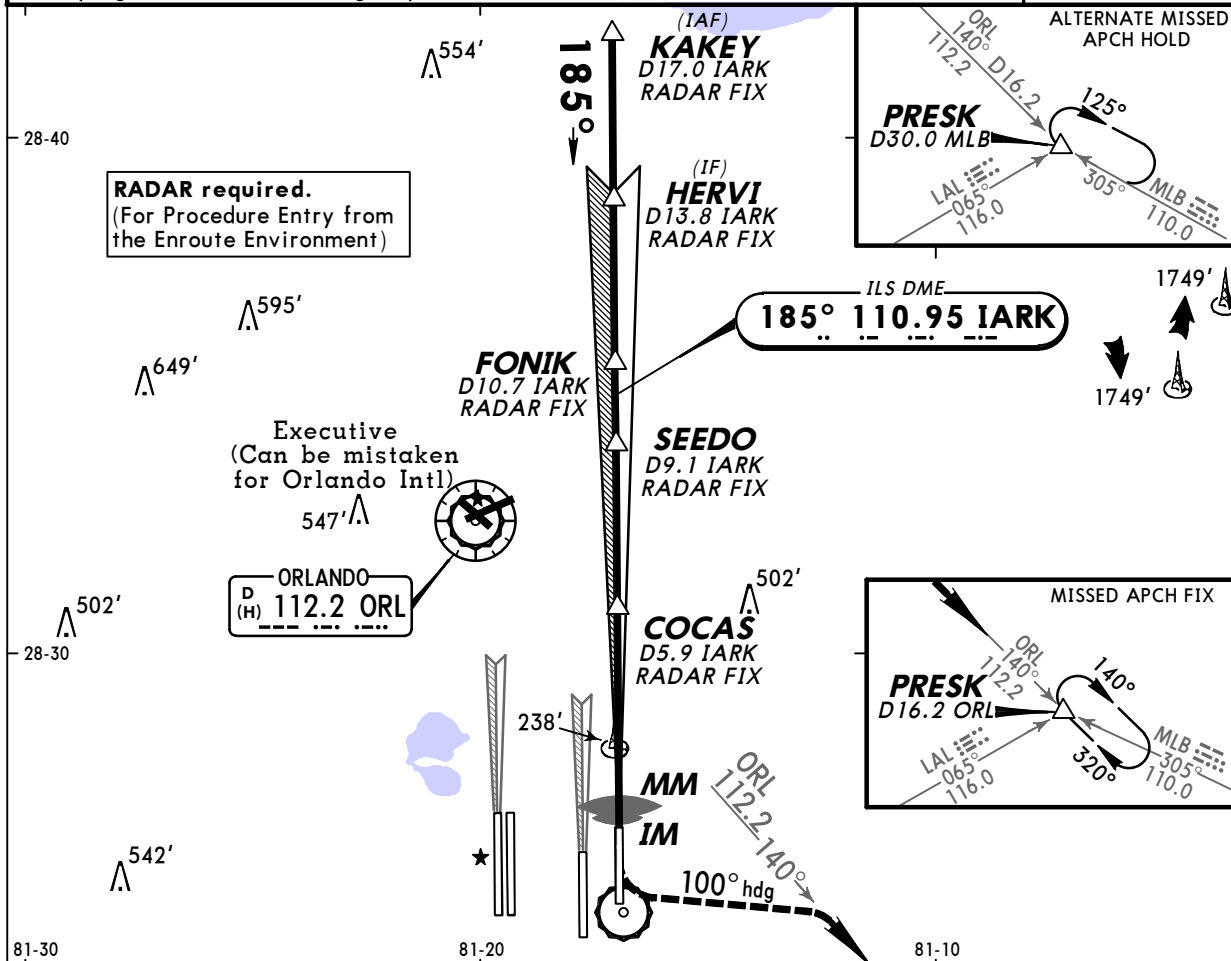 (IAF)
KAKEY
D17.0 IARK
RADAR FIX
185°
554'
28-40
RADAR required.
(For Procedure Entry from
the Enroute Environment)
(IF)
HERVI
D13.8 IARK
RADAR FIX
ALTERNATE MISSED
APCH HOLD
ORL
140° D16.2
112.2
125°
PRESK
D30.0 MLB
LAL
065°
116.0
305°
MLB
110.0
ILS DME
185° 110.95 IARK
1749'
1749'
595'
649'
FONIK
D10.7 IARK
RADAR FIX
SEEDO
D9.1 IARK
RADAR FIX
Executive
(Can be mistaken
for Orlando Intl)
547'
ORLANDO
D
(H) 112.2 ORL
502'
502'
28-30
COCAS
D5.9 IARK
RADAR FIX
MISSED APCH FIX
ORL
140°
112.2
140°
PRESK
D16.2 ORL
LAL
065°
116.0
320°
MLB
305°
110.0
238'
MM
IM
ORL
112.2
140°
100° hdg
542'
81-30
81-20
81-10